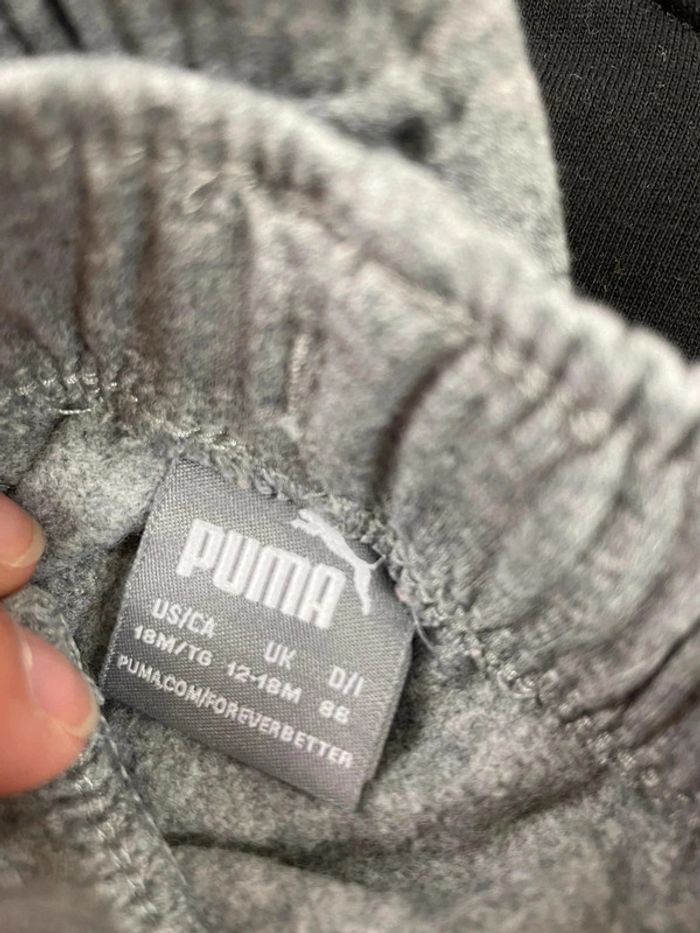 PUMA
US/CA UK D/I
18M/TG 12-18M 86
PUMA.COM/FOREVERBETTER